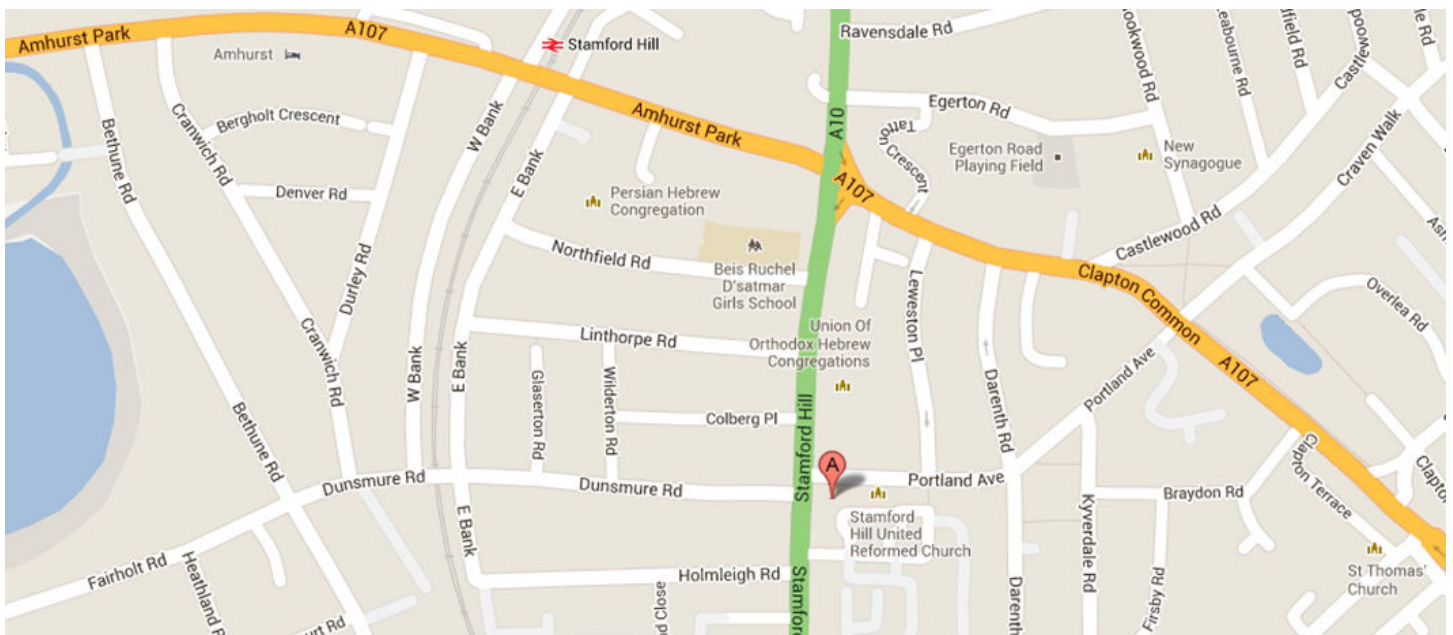 Amhurst Park
A107
Stamford Hill
Ravensdale Rd
Amhurst
Bergholt Crescent
Cranwich Rd
Bethune Rd
W Bank
E Bank
Amhurst Park
A10
Egerton Rd
Craven Walk
Egerton Road
Playing Field
New
Synagogue
Denver Rd
Persian Hebrew
Congregation
A107
Castlewood Rd
Northfield Rd
Beis Ruchel
D'satmar
Girls School
Durley Rd
Leweston Pl
Clapton Common
Overlea Rd
Linthorpe Rd
Union Of
Orthodox Hebrew
Congregations
Cranwich Rd
W Bank
E Bank
Glaserton Rd
Wilderton Rd
Darenth Rd
Portland Ave
A107
Colberg Pl
Stamford Hill
Bethune Rd
A
Dunsmure Rd
Dunsmure Rd
Portland Ave
Braydon Rd
Clapton Terrace
Clapton
E Bank
Stamford
Hill United
Reformed Church
Kyverdale Rd
St Thomas'
Church
Fairholt Rd
Holmleigh Rd
Stamford
Darenth
Firsby Rd
Heathland R